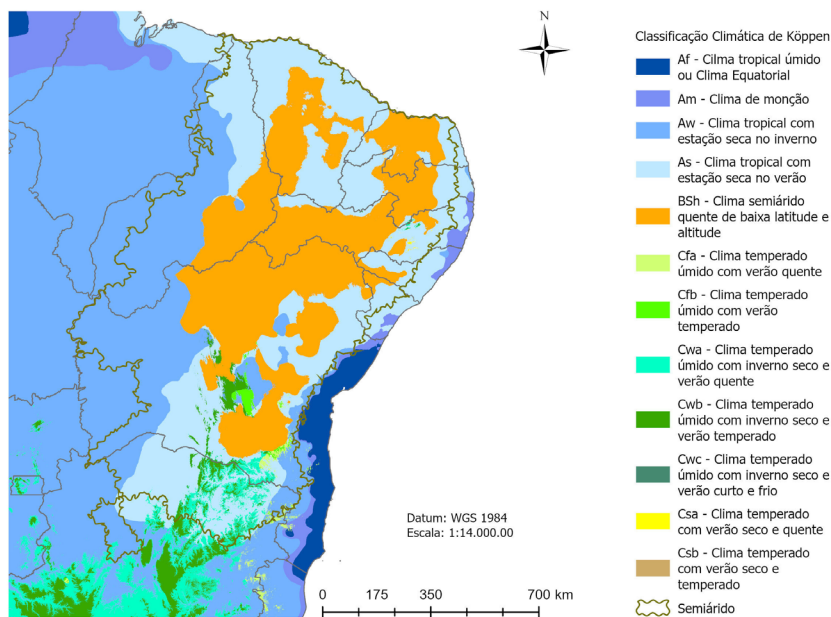 N
Classificação Climática de Köppen
Af - Cilma tropical úmido
ou Clima Equatorial
Am - Clima de monção
Aw - Clima tropical com
estação seca no inverno
As - Clima tropical com
estação seca no verão
BSh - Clima semiárido
quente de baixa latitude e
altitude
Cfa - Clima temperado
úmido com verão quente
Cfb - Clima temperado
úmido com verão
temperado
Cwa - Clima temperado
úmido com inverno seco e
verão quente
Cwb - Clima temperado
úmido com inverno seco e
verão temperado
Cwc - Clima temperado
úmido com inverno seco e
verão curto e frio
Csa - Clima temperado
com verão seco e quente
Csb - Clima temperado
com verão seco e
temperado
Semiárido
Datum: WGS 1984
Escala: 1:14.000.00
0 175 350 700 km